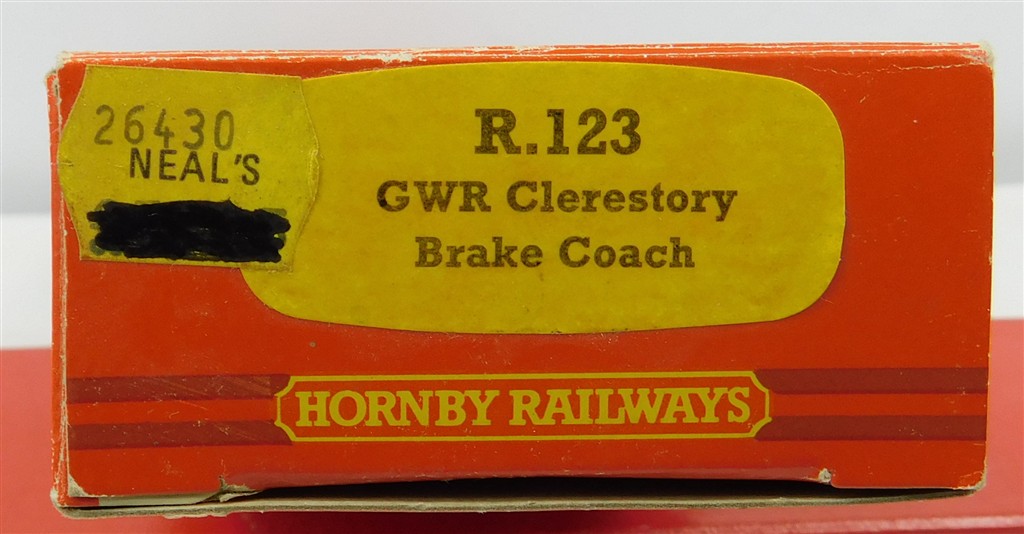 26430
NEAL'S
R.123
GWR Clerestory
Brake Coach
HORNBY RAILWAYS